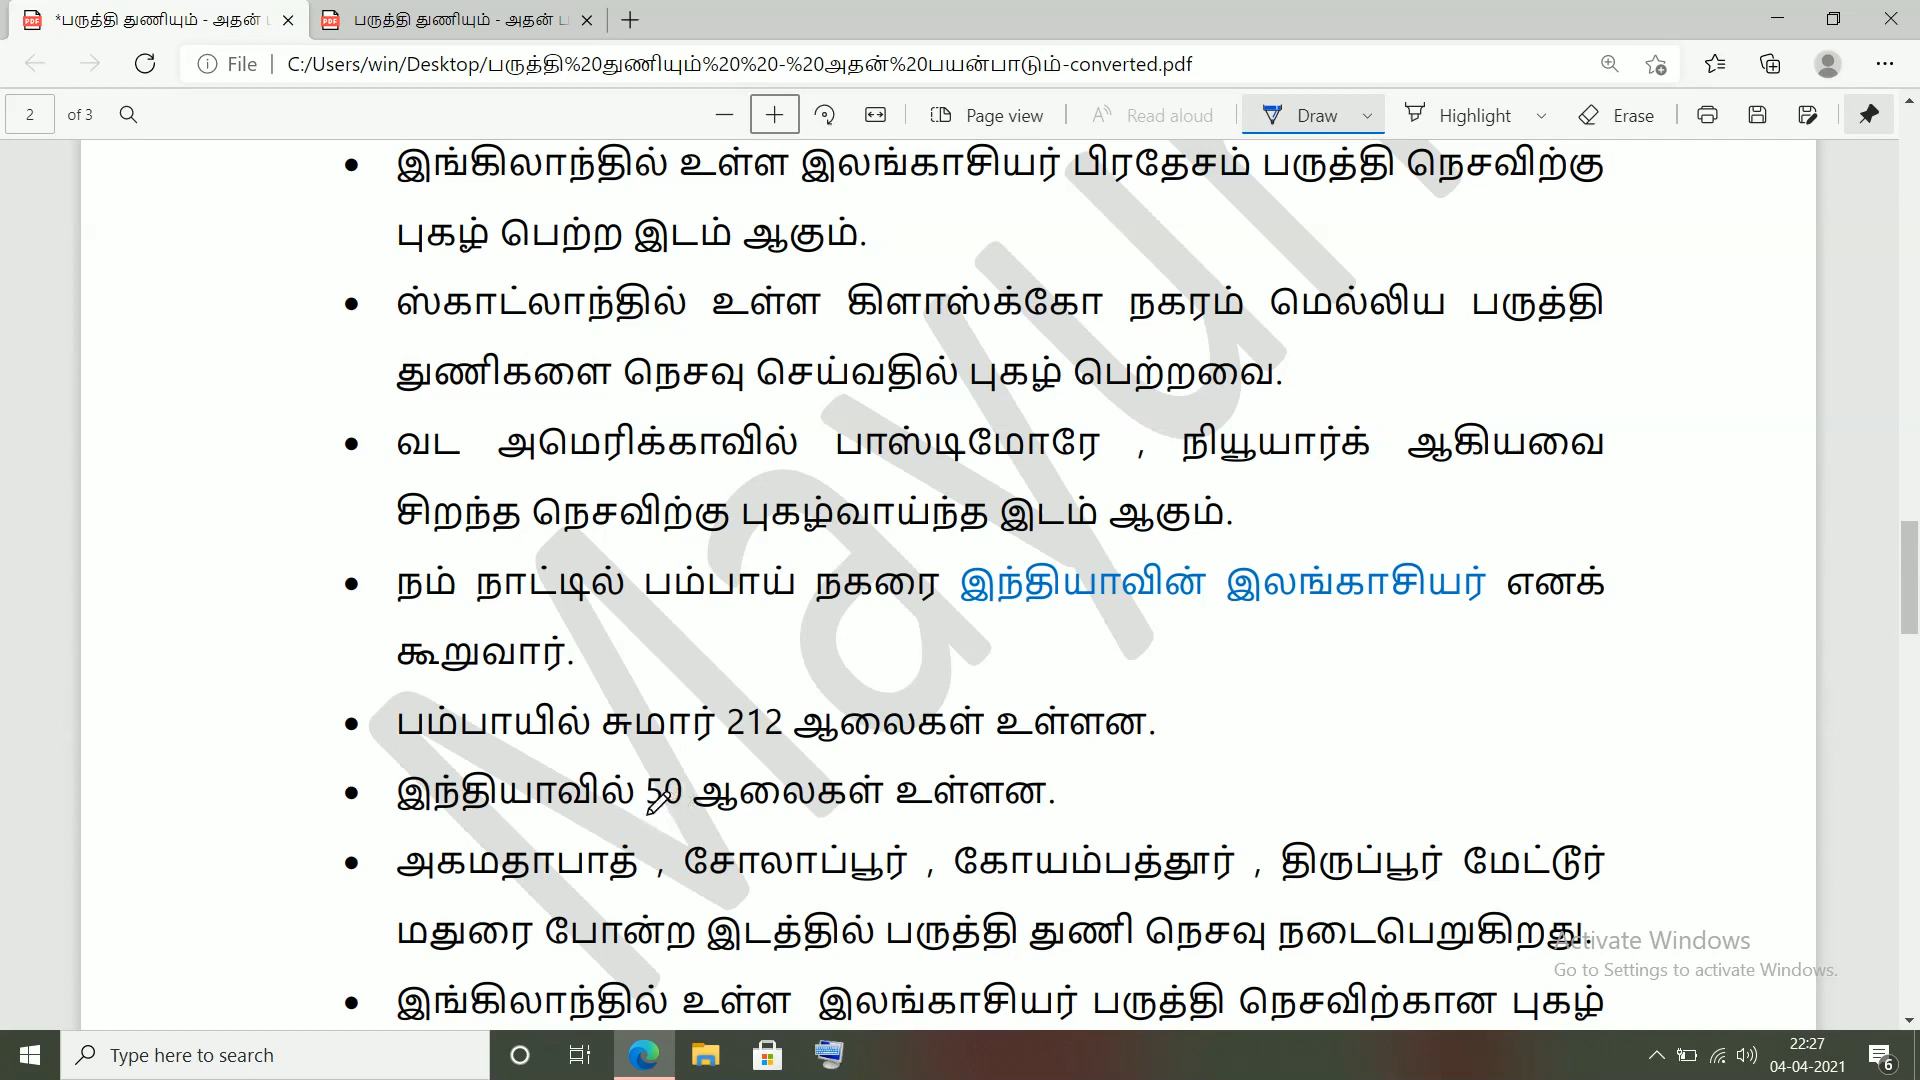 *பருத்தி துணியும் - அதன்
பருத்தி துணியும் - அதன்
File
C:/Users/win/Desktop/பருத்தி%20துணியும்%20%20-%20அதன்%20பயன்பாடும்-converted.pdf
2 of 3
Page view
Read aloud
Draw
Highlight
Erase
இங்கிலாந்தில் உள்ள இலங்காசியர் பிரதேசம் பருத்தி நெசவிற்கு
புகழ் பெற்ற இடம் ஆகும்.
ஸ்காட்லாந்தில் உள்ள கிளாஸ்க்கோ நகரம் மெல்லிய பருத்தி
துணிகளை நெசவு செய்வதில் புகழ் பெற்றவை.
வட அமெரிக்காவில் பாஸ்டிமோரே , நியூயார்க் ஆகியவை
சிறந்த நெசவிற்கு புகழ்வாய்ந்த இடம் ஆகும்.
நம் நாட்டில் பம்பாய் நகரை இந்தியாவின் இலங்காசியர் எனக்
கூறுவார்.
பம்பாயில் சுமார் 212 ஆலைகள் உள்ளன.
இந்தியாவில் 50 ஆலைகள் உள்ளன.
அகமதாபாத் , சோலாப்பூர் , கோயம்பத்தூர் , திருப்பூர் மேட்டூர்
மதுரை போன்ற இடத்தில் பருத்தி துணி நெசவு நடைபெறுகிறது.
இங்கிலாந்தில் உள்ள இலங்காசியர் பருத்தி நெசவிற்கான புகழ்
Activate Windows
Go to Settings to activate Windows.
Type here to search
22:27
04-04-2021
6